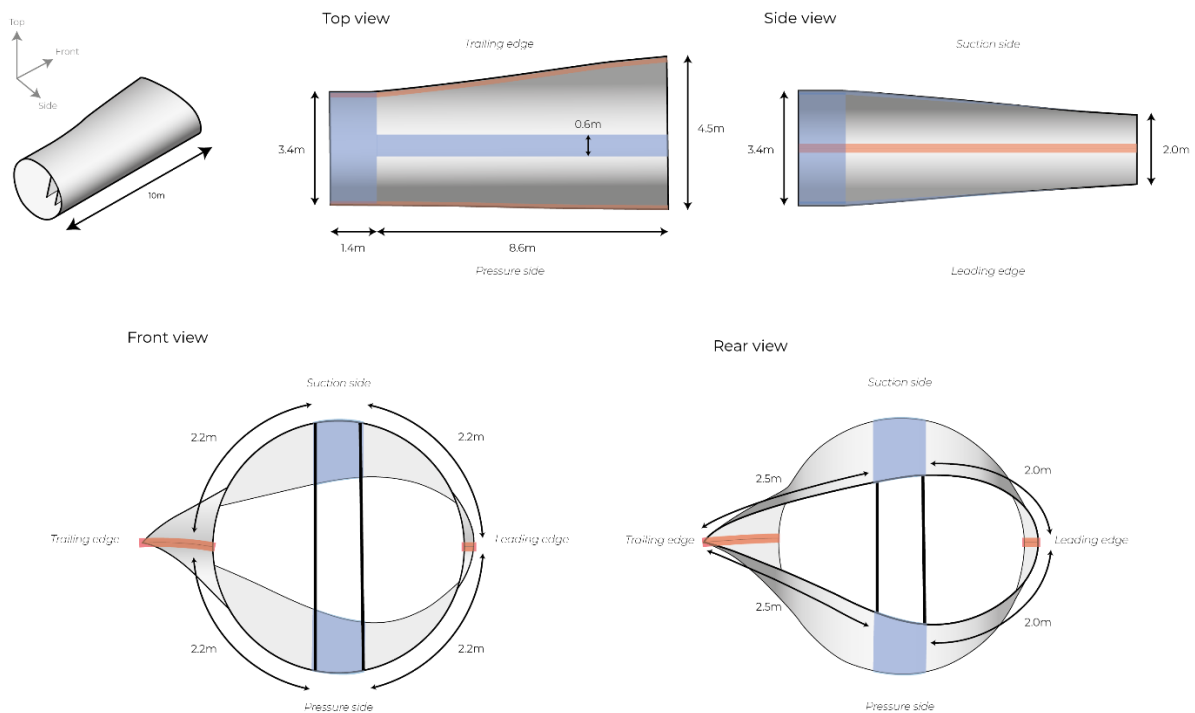 Top
Front
Side
10m
Top view
Trailing edge
3.4m
0.6m
4.5m
1.4m
8.6m
Pressure side
Side view
Suction side
3.4m
2.0m
Leading edge
Front view
Suction side
2.2m
2.2m
Trailing edge
Leading edge
2.2m
2.2m
Pressure side
Rear view
Suction side
2.5m
2.0m
Trailing edge
Leading edge
2.5m
2.0m
Pressure side